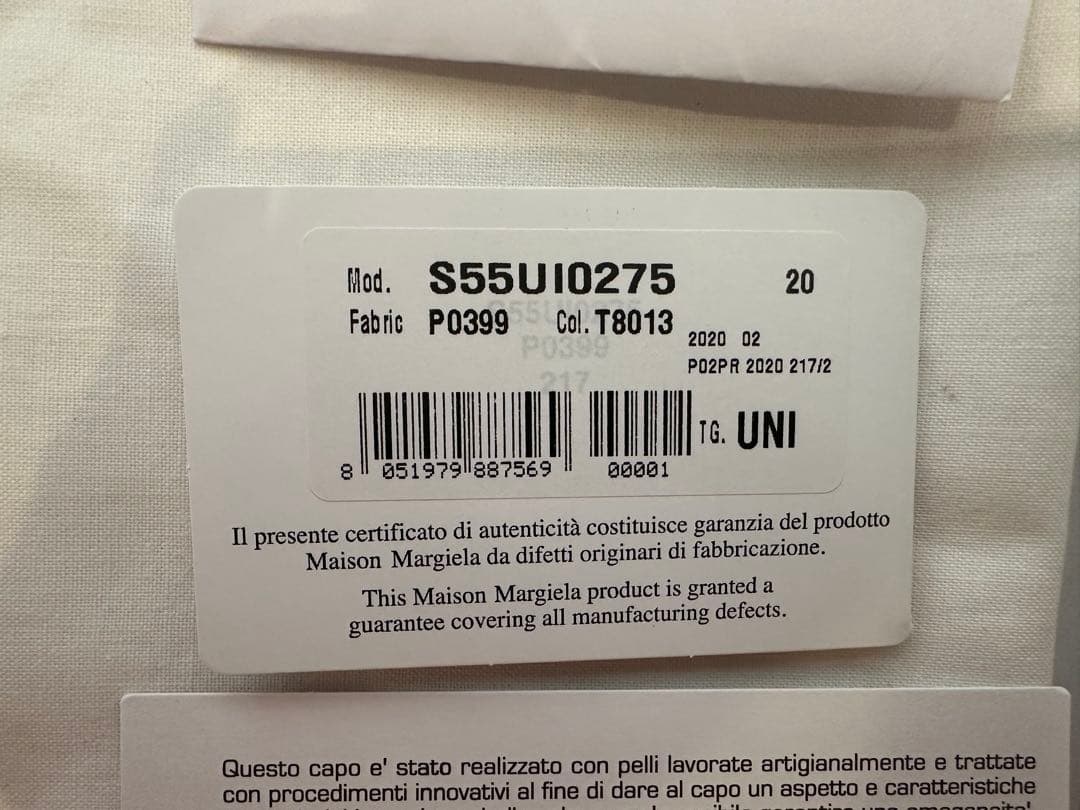 Mod. S55UI0275 20
Fabric P0399 Col. T8013
2020 02
P02PR 2020 217/2
P0399
217
TG. UNI
8 051979 887569 00001
Il presente certificato di autenticità costituisce garanzia del prodotto
Maison Margiela da difetti originari di fabbricazione.
This Maison Margiela product is granted a
guarantee covering all manufacturing defects.
Questo capo e' stato realizzato con pelli lavorate artigianalmente e trattate
con procedimenti innovativi al fine di dare al capo un aspetto e caratteristiche